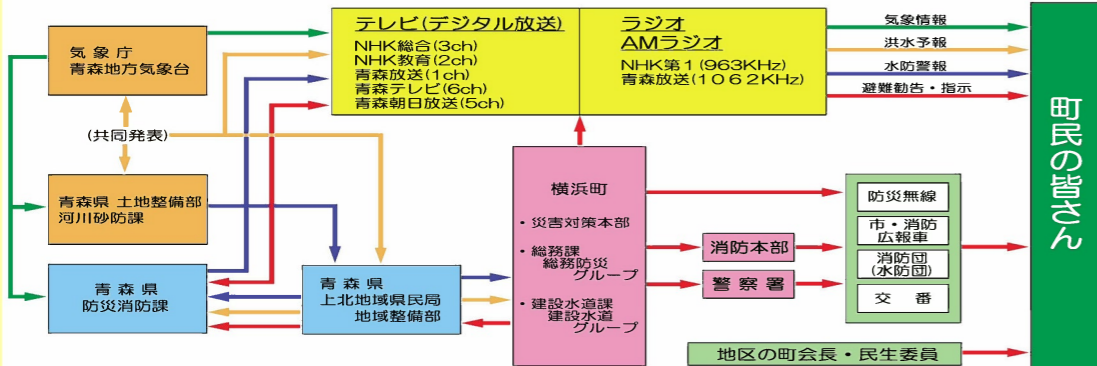 気象庁
青森地方気象台
(共同発表)
青森県 土地整備部
河川砂防課
青森県
防災消防課
テレビ(デジタル放送)
NHK総合(3ch)
NHK教育(2ch)
青森放送(1ch)
青森テレビ(6ch)
青森朝日放送(5ch)
ラジオ
AMラジオ
NHK第1(963KHz)
青森放送(1062KHz)
気象情報
洪水予報
水防警報
避難勧告・指示
青森県
上北地域県民局
地域整備部
横浜町
・災害対策本部
・総務課
総務防災
グループ
・建設水道課
建設水道
グループ
消防本部
警察署
防災無線
市・消防
広報車
消防団
(水防団)
交番
地区の町会長・民生委員
町民の皆さん